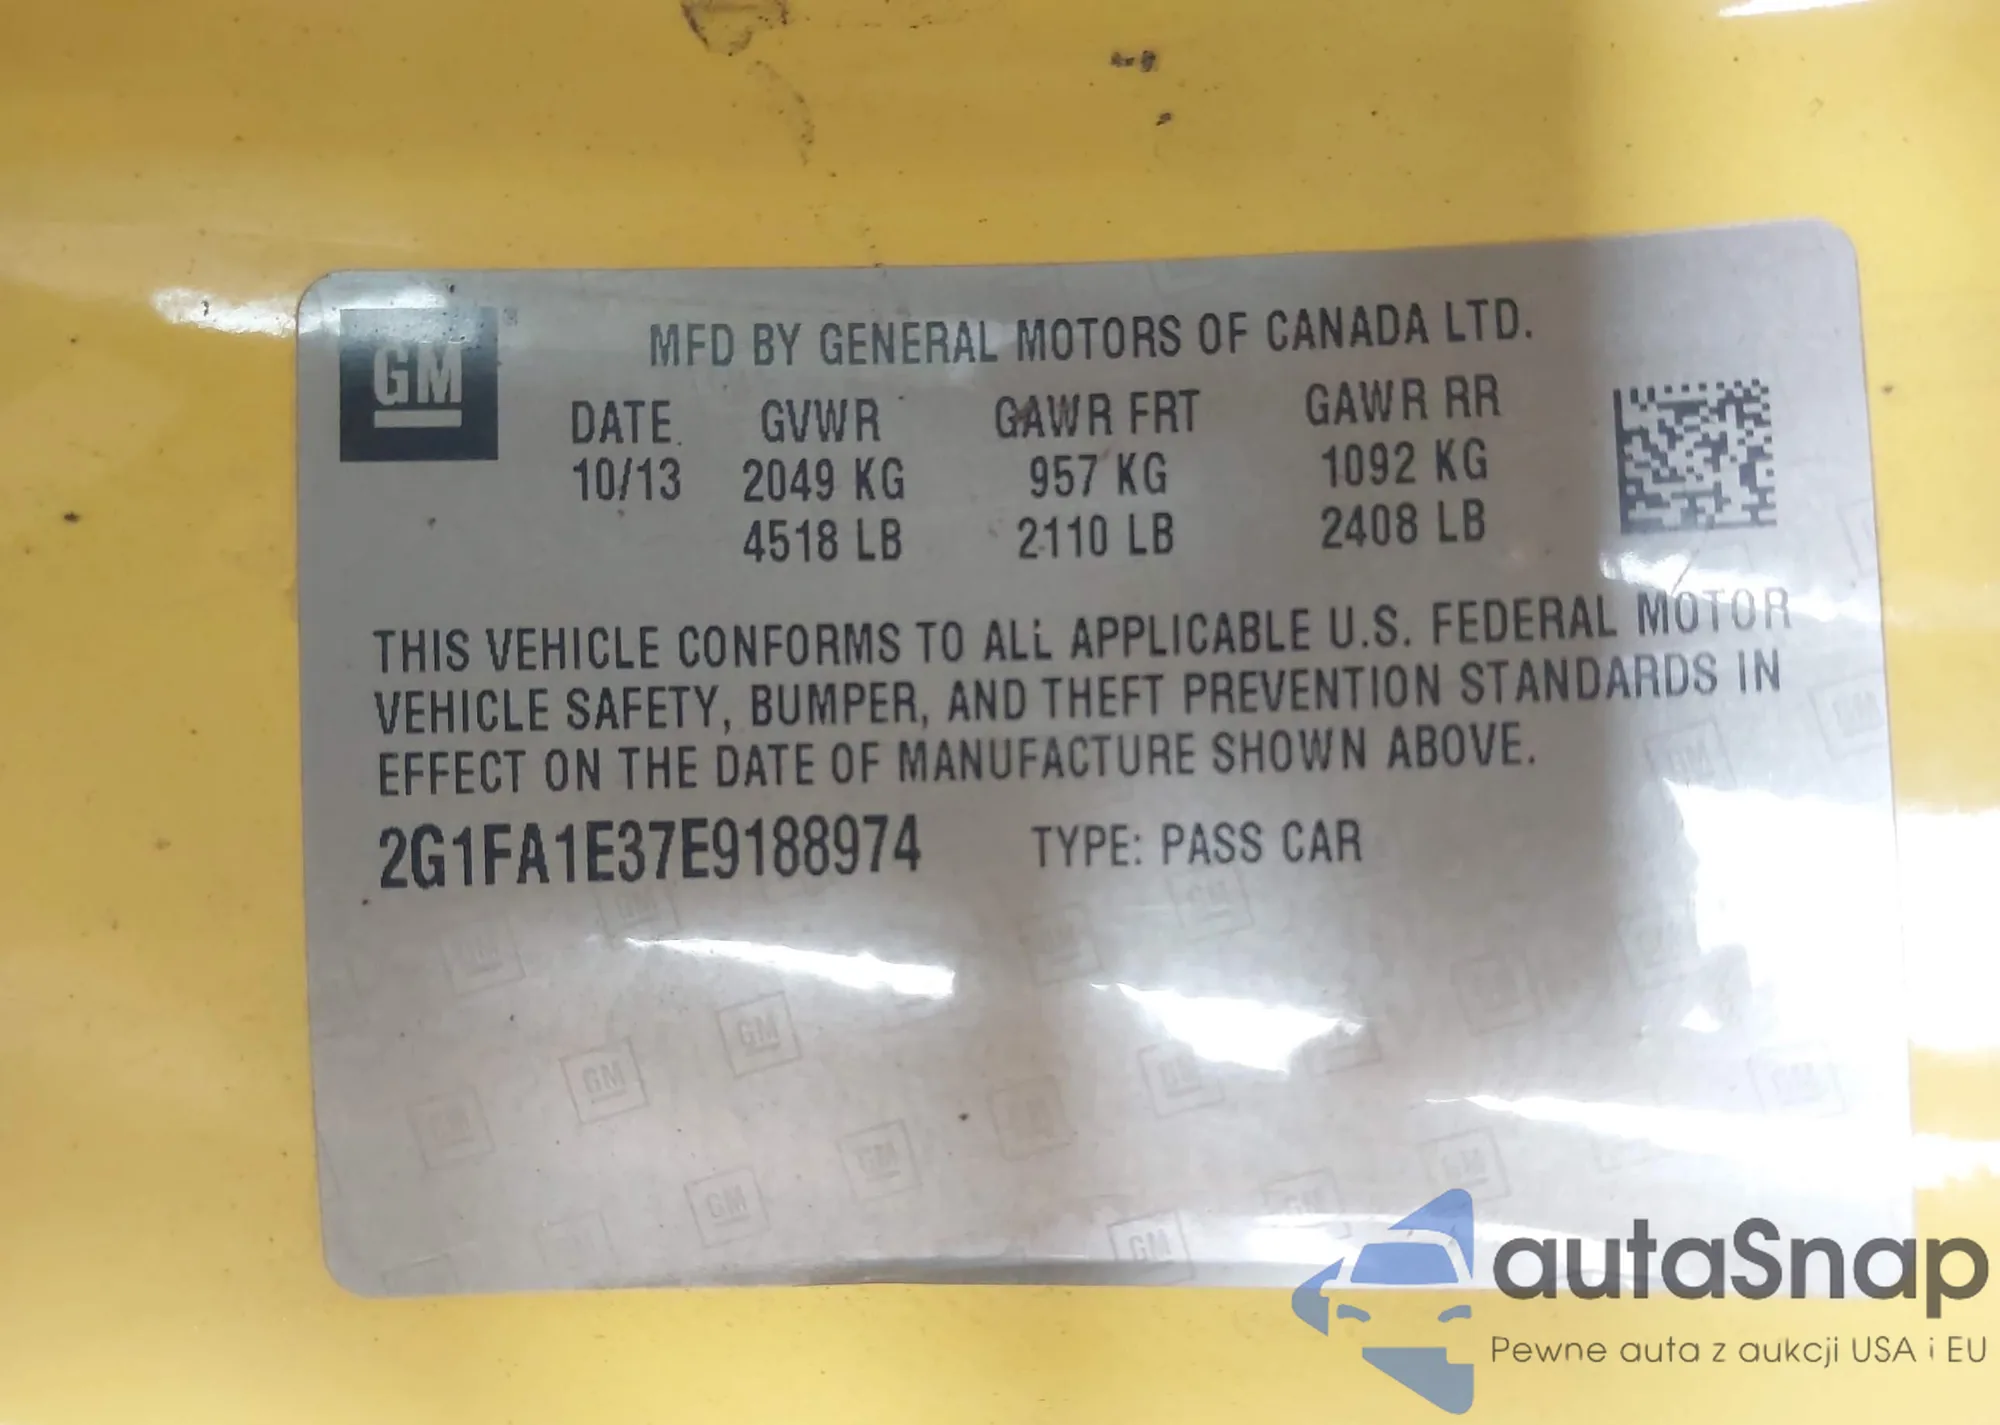 GM
MFD BY GENERAL MOTORS OF CANADA LTD.
DATE GVWR GAWR FRT GAWR RR
10/13 2049 KG 957 KG 1092 KG
4518 LB 2110 LB 2408 LB
THIS VEHICLE CONFORMS TO ALL APPLICABLE U.S. FEDERAL MOTOR
VEHICLE SAFETY, BUMPER, AND THEFT PREVENTION STANDARDS IN
EFFECT ON THE DATE OF MANUFACTURE SHOWN ABOVE.
2G1FA1E37E9188974 TYPE: PASS CAR
autaSnap
Pewne auta z aukcji USA i EU